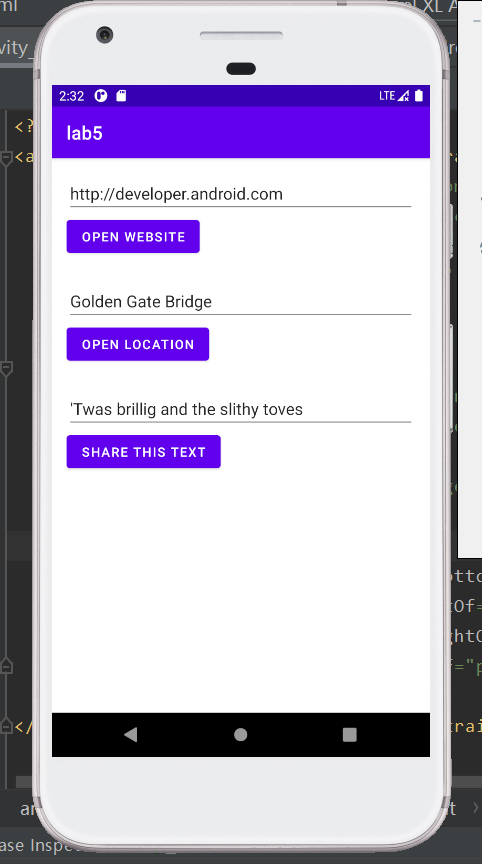 2:32 LTE
lab5
http://developer.android.com
OPEN WEBSITE
Golden Gate Bridge
OPEN LOCATION
'Twas brillig and the slithy toves
SHARE THIS TEXT